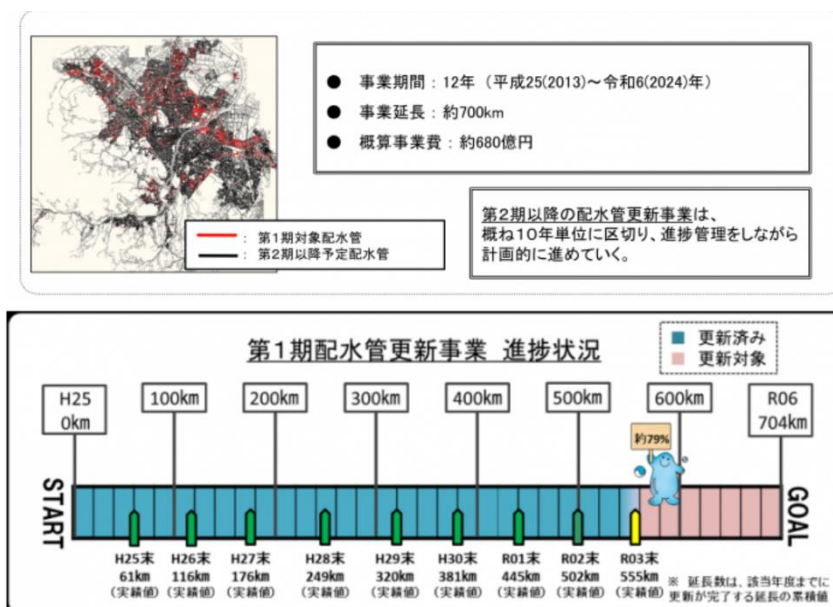 ● 事業期間：12年（平成25(2013)～令和6(2024)年）
● 事業延長：約700km
● 概算事業費：約680億円
：第1期対象配水管
：第2期以降予定配水管
第2期以降の配水管更新事業は、
概ね10年単位に区切り、進捗管理をしながら
計画的に進めていく。
第1期配水管更新事業 進捗状況
更新済み
更新対象
H25
0km
100km
200km
300km
400km
500km
600km
R06
704km
約79%
START
GOAL
H25末
61km
(実績値)
H26末
116km
(実績値)
H27末
176km
(実績値)
H28末
249km
(実績値)
H29末
320km
(実績値)
H30末
381km
(実績値)
R01末
445km
(実績値)
R02末
502km
(実績値)
R03末
555km
(実績値)
※ 延長数は、該当年度までに
更新が完了する延長の累積値